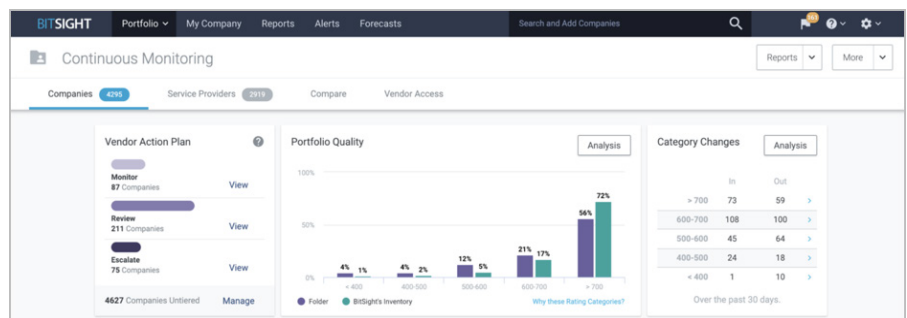 BITSIGHT Portfolio My Company Reports Alerts Forecasts Search and Add Companies
Continuous Monitoring Reports More
Companies 4295 Service Providers 2919 Compare Vendor Access
Vendor Action Plan
Monitor
87 Companies View
Review
211 Companies View
Escalate
75 Companies View
4627 Companies Untiered Manage
Portfolio Quality Analysis
100%
50%
0%
4% 1% 4% 2% 12% 5% 21% 17% 56% 72%
< 400 400-500 500-600 600-700 > 700
Folder BitSight's Inventory Why these Rating Categories?
Category Changes Analysis
In Out
> 700 73 59 >
600-700 108 100 >
500-600 45 64 >
400-500 24 18 >
< 400 1 10 >
Over the past 30 days.